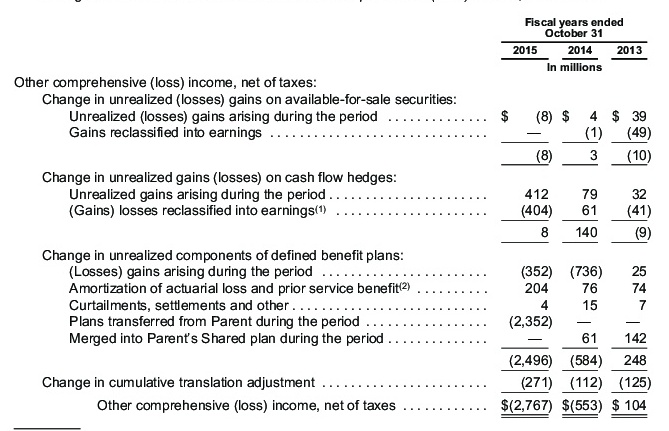 Fiscal years ended
October 31
2015 2014 2013
In millions
Other comprehensive (loss) income, net of taxes:
Change in unrealized (losses) gains on available-for-sale securities:
Unrealized (losses) gains arising during the period .............. $ (8) $ 4 $ 39
Gains reclassified into earnings ............................. — (1) (49)
(8) 3 (10)
Change in unrealized gains (losses) on cash flow hedges:
Unrealized gains arising during the period ..................... 412 79 32
(Gains) losses reclassified into earnings(1) .................... (404) 61 (41)
8 140 (9)
Change in unrealized components of defined benefit plans:
(Losses) gains arising during the period ...................... (352) (736) 25
Amortization of actuarial loss and prior service benefit(2) .......... 204 76 74
Curtailments, settlements and other .......................... 4 15 7
Plans transferred from Parent during the period ................ (2,352) — —
Merged into Parent's Shared plan during the period ............. — 61 142
(2,496) (584) 248
Change in cumulative translation adjustment ...................... (271) (112) (125)
Other comprehensive (loss) income, net of taxes ............ $(2,767) $(553) $ 104